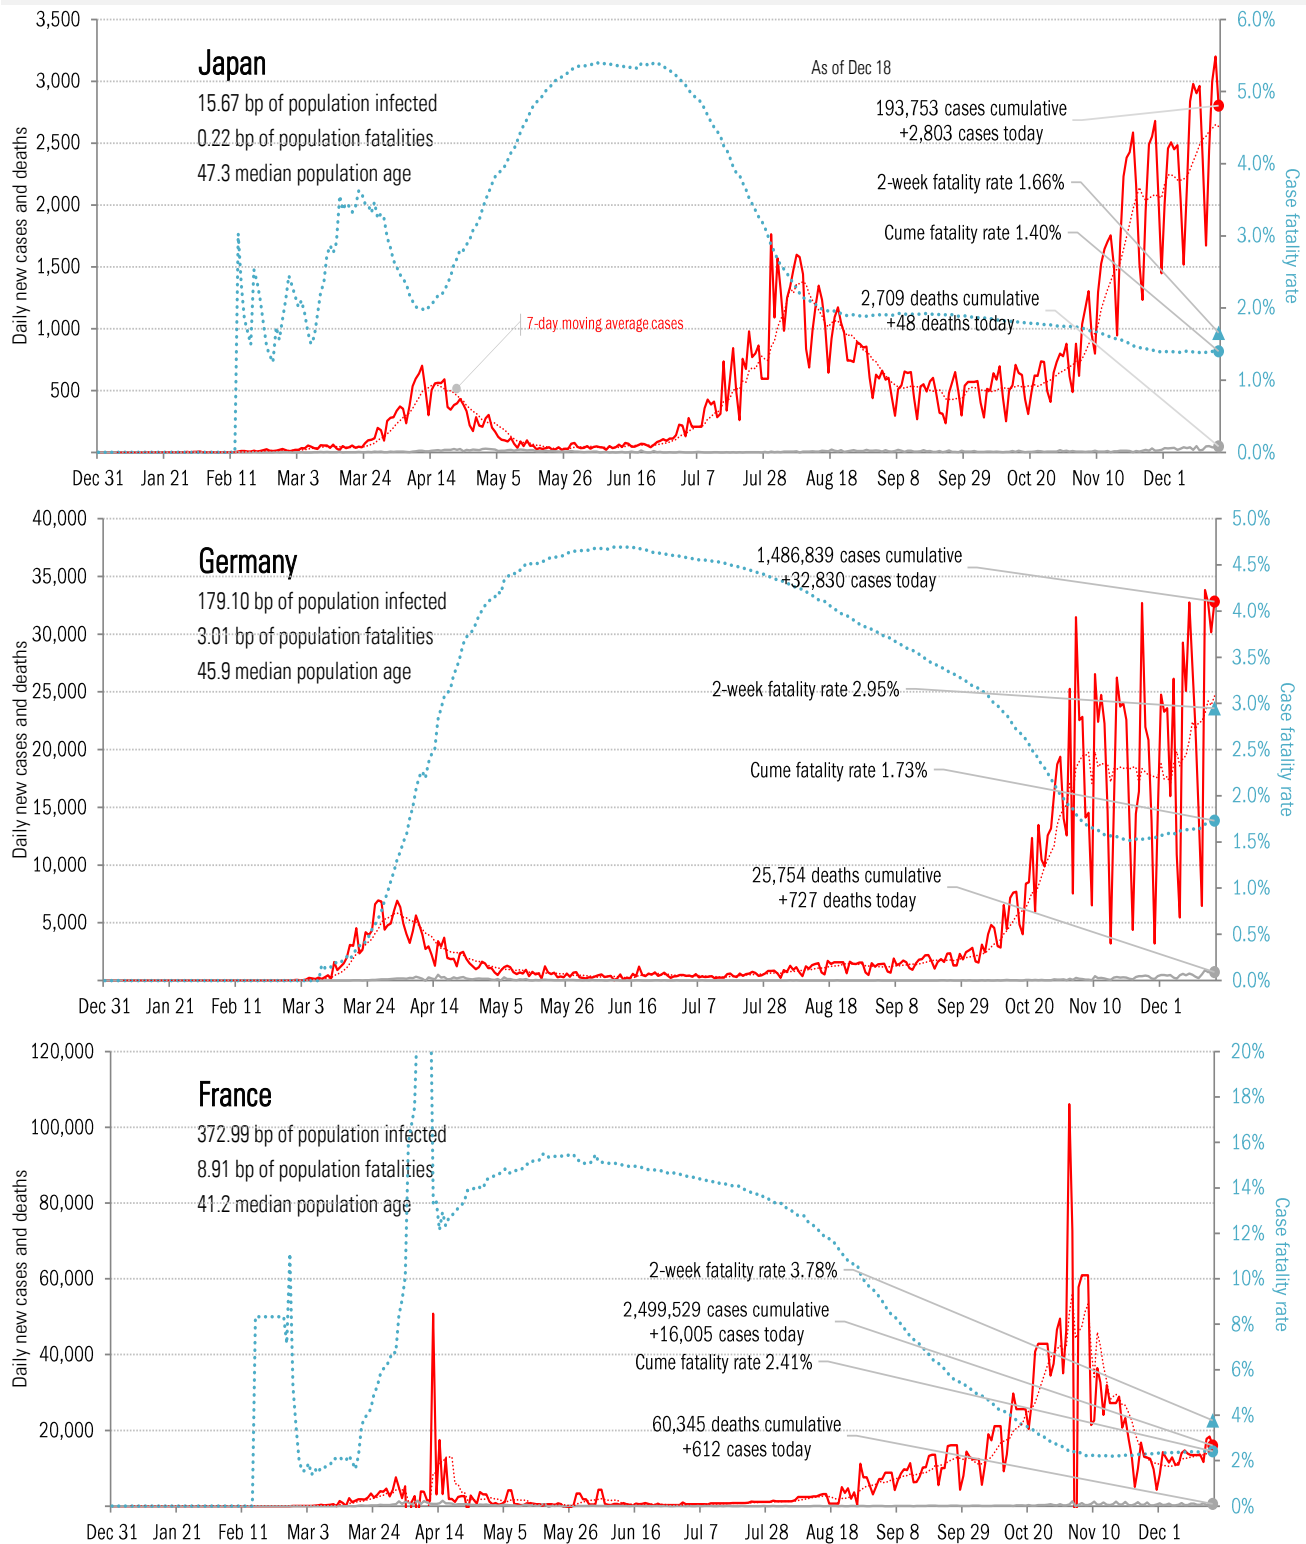 3,500
3,000
2,500
2,000
1,500
1,000
500
Daily new cases and deaths
6.0%
5.0%
4.0%
3.0%
2.0%
1.0%
0.0%
Case fatality rate
Japan
15.67 bp of population infected
0.22 bp of population fatalities
47.3 median population age
As of Dec 18
193,753 cases cumulative
+2,803 cases today
2-week fatality rate 1.66%
Cume fatality rate 1.40%
2,709 deaths cumulative
+48 deaths today
7-day moving average cases
Dec 31 Jan 21 Feb 11 Mar 3 Mar 24 Apr 14 May 5 May 26 Jun 16 Jul 7 Jul 28 Aug 18 Sep 8 Sep 29 Oct 20 Nov 10 Dec 1
40,000
35,000
30,000
25,000
20,000
15,000
10,000
5,000
Daily new cases and deaths
5.0%
4.5%
4.0%
3.5%
3.0%
2.5%
2.0%
1.5%
1.0%
0.5%
0.0%
Case fatality rate
Germany
179.10 bp of population infected
3.01 bp of population fatalities
45.9 median population age
1,486,839 cases cumulative
+32,830 cases today
2-week fatality rate 2.95%
Cume fatality rate 1.73%
25,754 deaths cumulative
+727 deaths today
Dec 31 Jan 21 Feb 11 Mar 3 Mar 24 Apr 14 May 5 May 26 Jun 16 Jul 7 Jul 28 Aug 18 Sep 8 Sep 29 Oct 20 Nov 10 Dec 1
120,000
100,000
80,000
60,000
40,000
20,000
Daily new cases and deaths
20%
18%
16%
14%
12%
10%
8%
6%
4%
2%
0%
Case fatality rate
France
372.99 bp of population infected
8.91 bp of population fatalities
41.2 median population age
2-week fatality rate 3.78%
2,499,529 cases cumulative
+16,005 cases today
Cume fatality rate 2.41%
60,345 deaths cumulative
+612 cases today
Dec 31 Jan 21 Feb 11 Mar 3 Mar 24 Apr 14 May 5 May 26 Jun 16 Jul 7 Jul 28 Aug 18 Sep 8 Sep 29 Oct 20 Nov 10 Dec 1